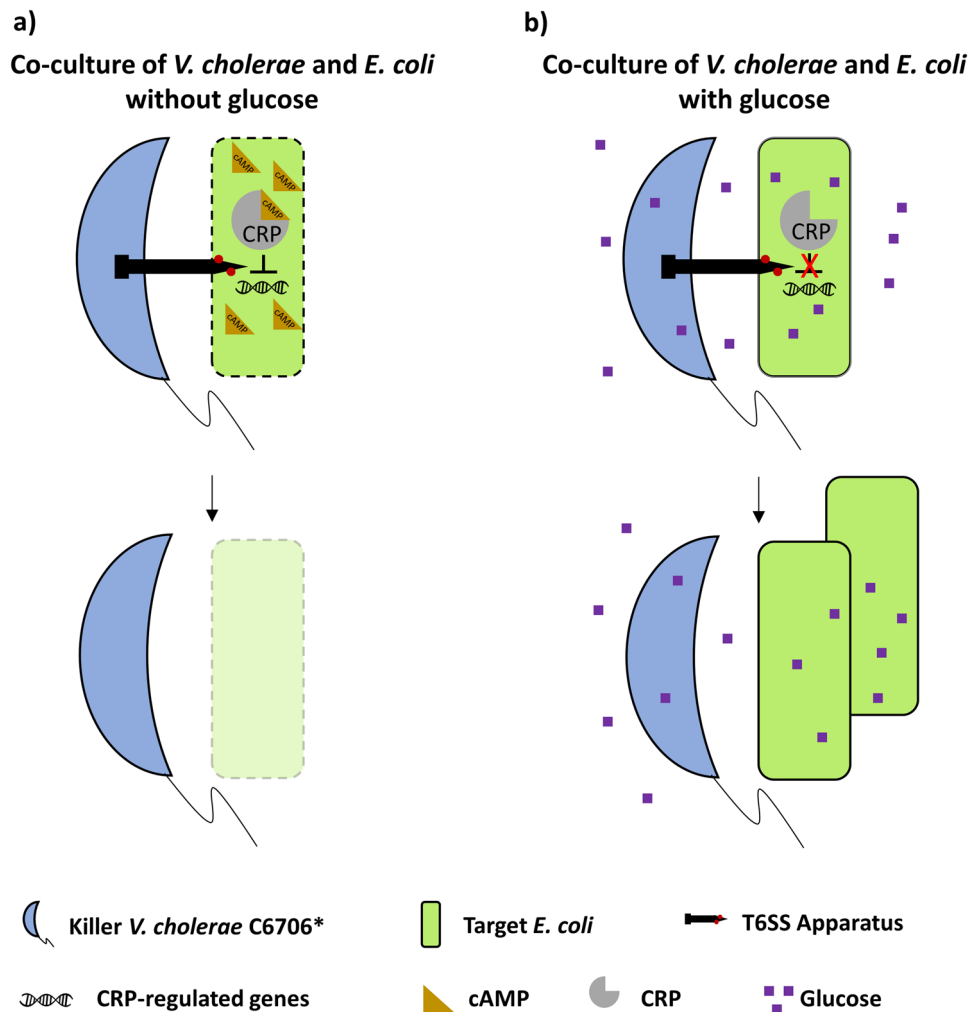 a)
Co-culture of V. cholerae and E. coli
without glucose
cAMP
cAMP
cAMP
CRP
cAMP
cAMP
b)
Co-culture of V. cholerae and E. coli
with glucose
CRP
X
Killer V. cholerae C6706*
Target E. coli
T6SS Apparatus
CRP-regulated genes
cAMP
CRP
Glucose